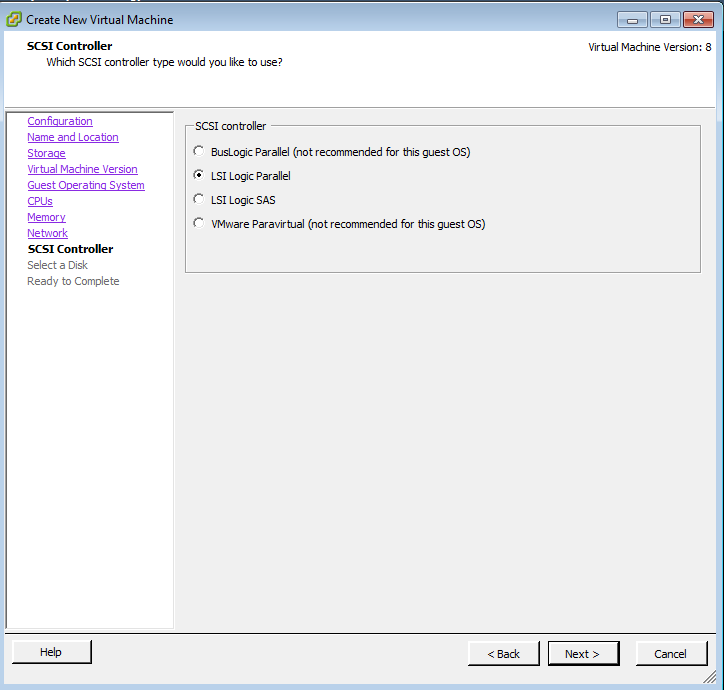 Create New Virtual Machine
SCSI Controller
Which SCSI controller type would you like to use?
Virtual Machine Version: 8
Configuration
Name and Location
Storage
Virtual Machine Version
Guest Operating System
CPUs
Memory
Network
SCSI Controller
Select a Disk
Ready to Complete
SCSI controller
BusLogic Parallel (not recommended for this guest OS)
LSI Logic Parallel
LSI Logic SAS
VMware Paravirtual (not recommended for this guest OS)
Help
< Back
Next >
Cancel